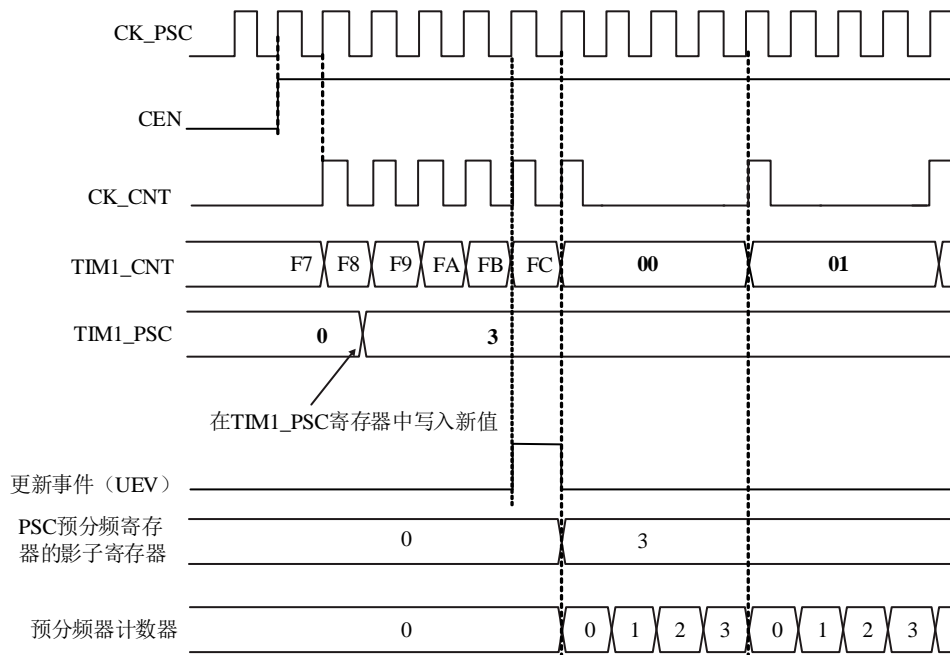 CK_PSC
CEN
CK_CNT
TIM1_CNT F7 F8 F9 FA FB FC 00 01
TIM1_PSC 0 3
在TIM1_PSC寄存器中写入新值
更新事件（UEV）
PSC预分频寄存
器的影子寄存器 0 3
预分频器计数器 0 0 1 2 3 0 1 2 3